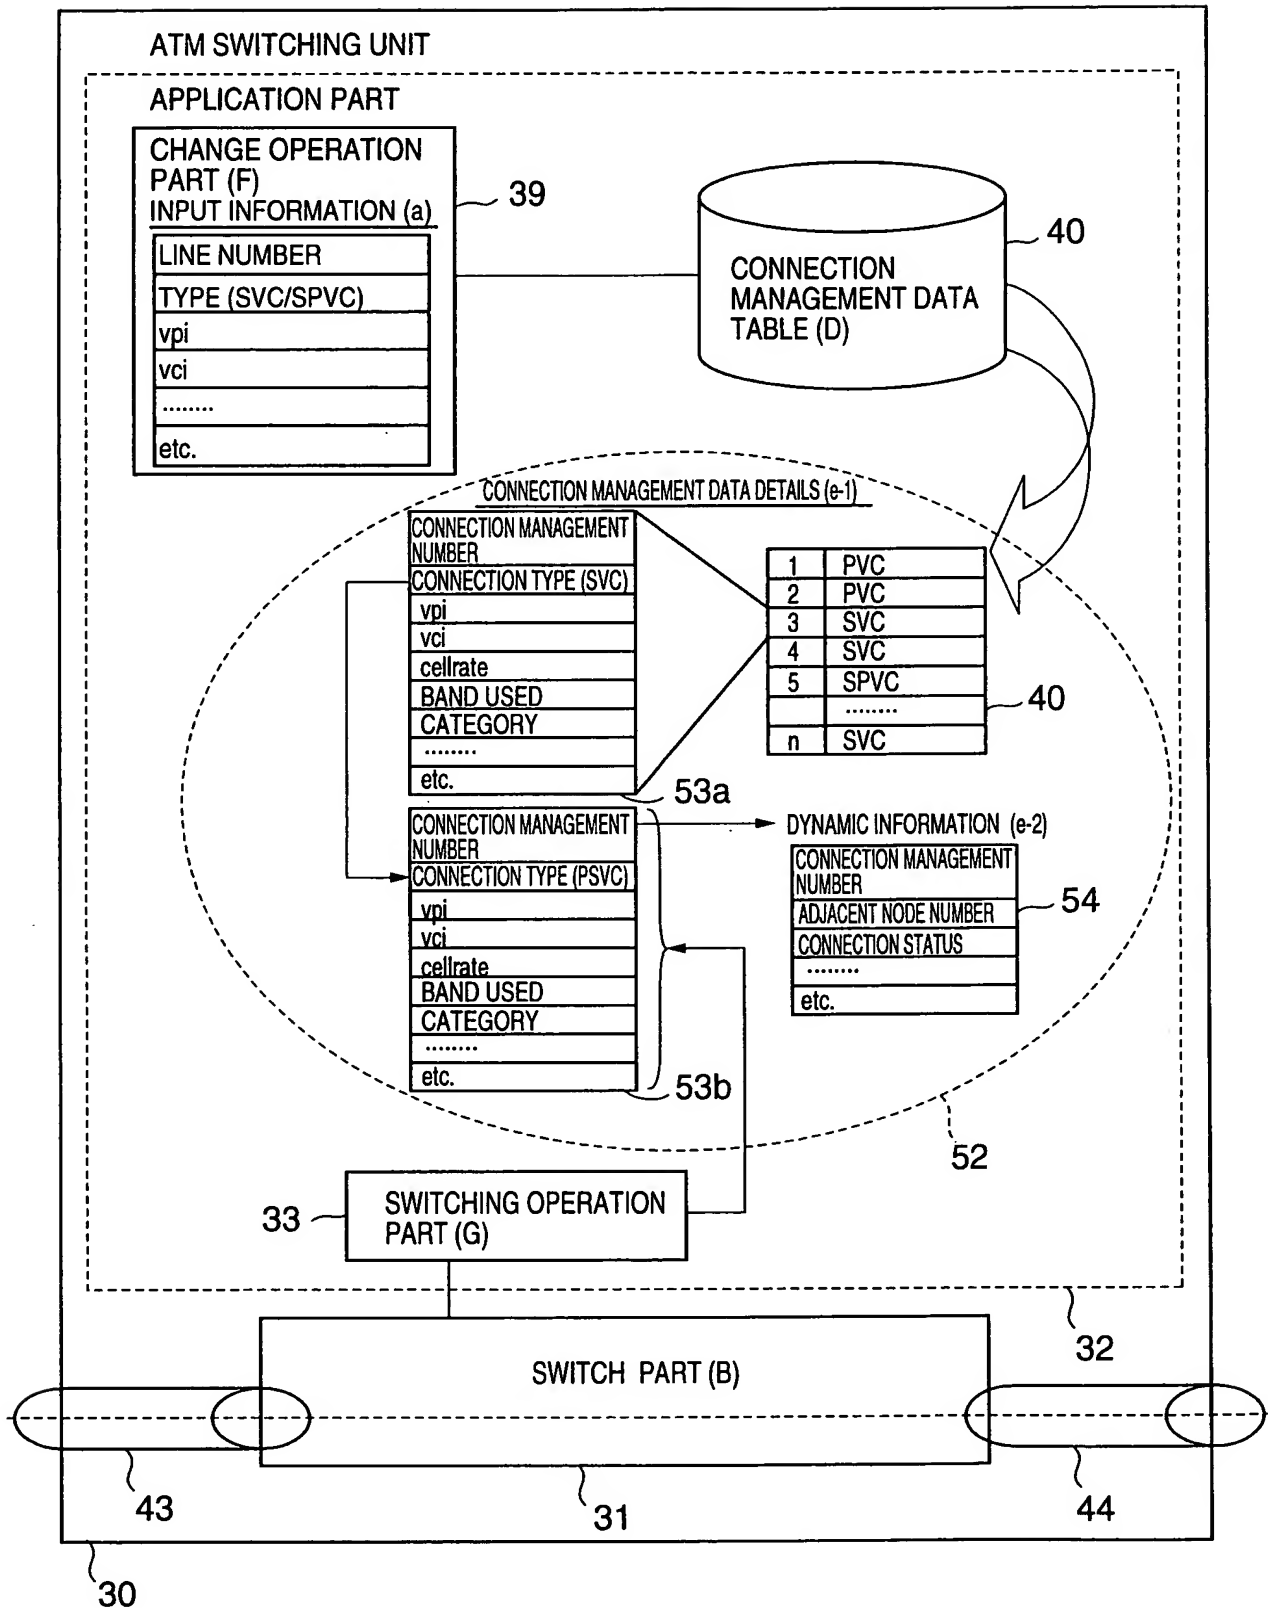 ATM SWITCHING UNIT
APPLICATION PART
CHANGE OPERATION
PART (F)
INPUT INFORMATION (a)
LINE NUMBER
TYPE (SVC/SPVC)
vpi
vci
........
etc.
39
CONNECTION
MANAGEMENT DATA
TABLE (D)
40
CONNECTION MANAGEMENT DATA DETAILS (e-1)
CONNECTION MANAGEMENT
NUMBER
CONNECTION TYPE (SVC)
vpi
vci
cellrate
BAND USED
CATEGORY
........
etc.
53a
1 PVC
2 PVC
3 SVC
4 SVC
5 SPVC
........
n SVC
40
CONNECTION MANAGEMENT
NUMBER
CONNECTION TYPE (PSVC)
vpi
vci
cellrate
BAND USED
CATEGORY
........
etc.
53b
DYNAMIC INFORMATION (e-2)
CONNECTION MANAGEMENT
NUMBER
ADJACENT NODE NUMBER
CONNECTION STATUS
........
etc.
54
52
33
SWITCHING OPERATION
PART (G)
32
SWITCH PART (B)
43
31
44
30